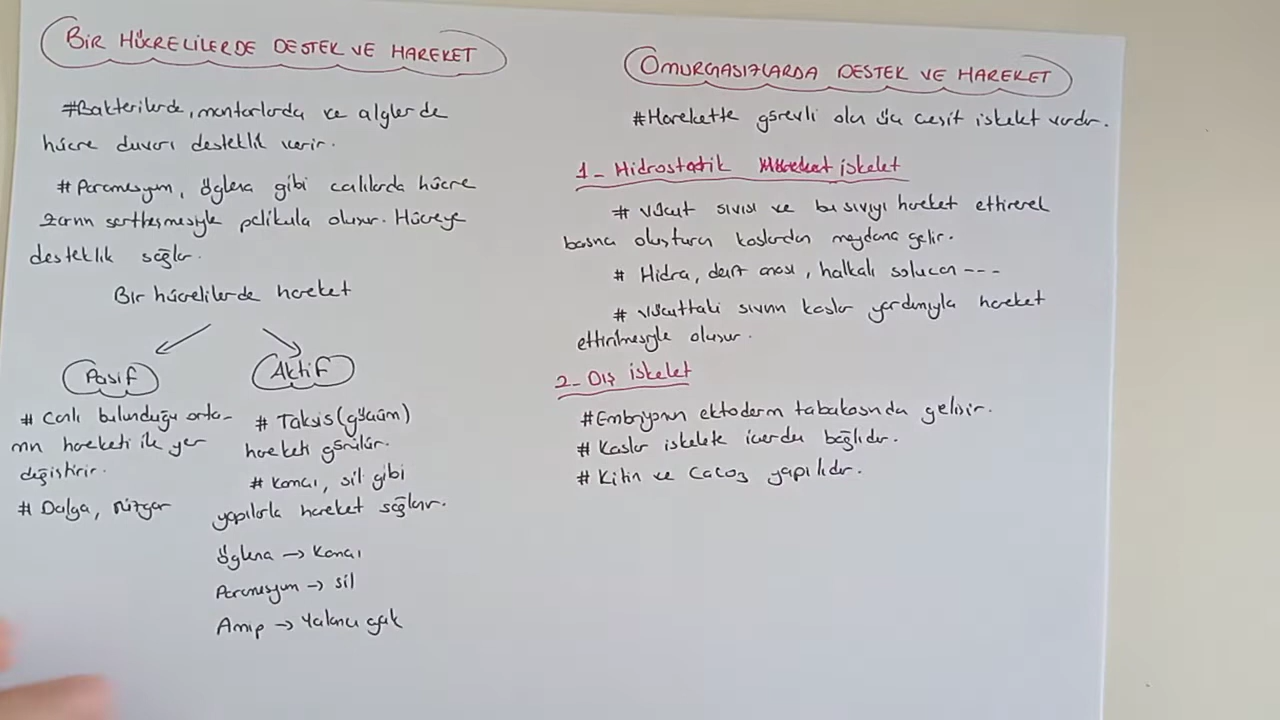 BİR HÜCRELİLERDE DESTEK VE HAREKET
#Bakterilerde, mantarlarda ve alglerde
hücre duvarı desteklik verir.
# Paramesyum, öglena gibi canlılarda hücre
zarının sertleşmesiyle pelikula oluşur. Hücreye
desteklik sağlar.
Bir hücrelilerde hareket
Pasif
# Canlı bulunduğu orta-
mın hareketi ile yer
değiştirir.
# Dalga, rüzgar
Aktif
# Taksis (göçüm)
hareketi görülür.
# Kamçı, sil gibi
yapılarla hareket sağlanır.
Öglena → Kamçı
Paramesyum → Sil
Amip → Yalancı ayak
OMURGASIZLARDA DESTEK VE HAREKET
#Harekette görevli olan üç çeşit iskelet vardır.
1- Hidrostatik iskelet
# Vücut sıvısı ve bu sıvıyı hareket ettirerek
basınç oluşturan kaslardan meydana gelir.
# Hidra, deniz anası, halkalı solucan ---
# Vücuttaki sıvının kaslar yardımıyla hareket
ettirilmesiyle oluşur.
2- Dış iskelet
#Embriyonun ektoderm tabakasından gelişir.
# Kaslar iskelete içerden bağlıdır.
# Kitin ve CaCO3 yapılıdır.